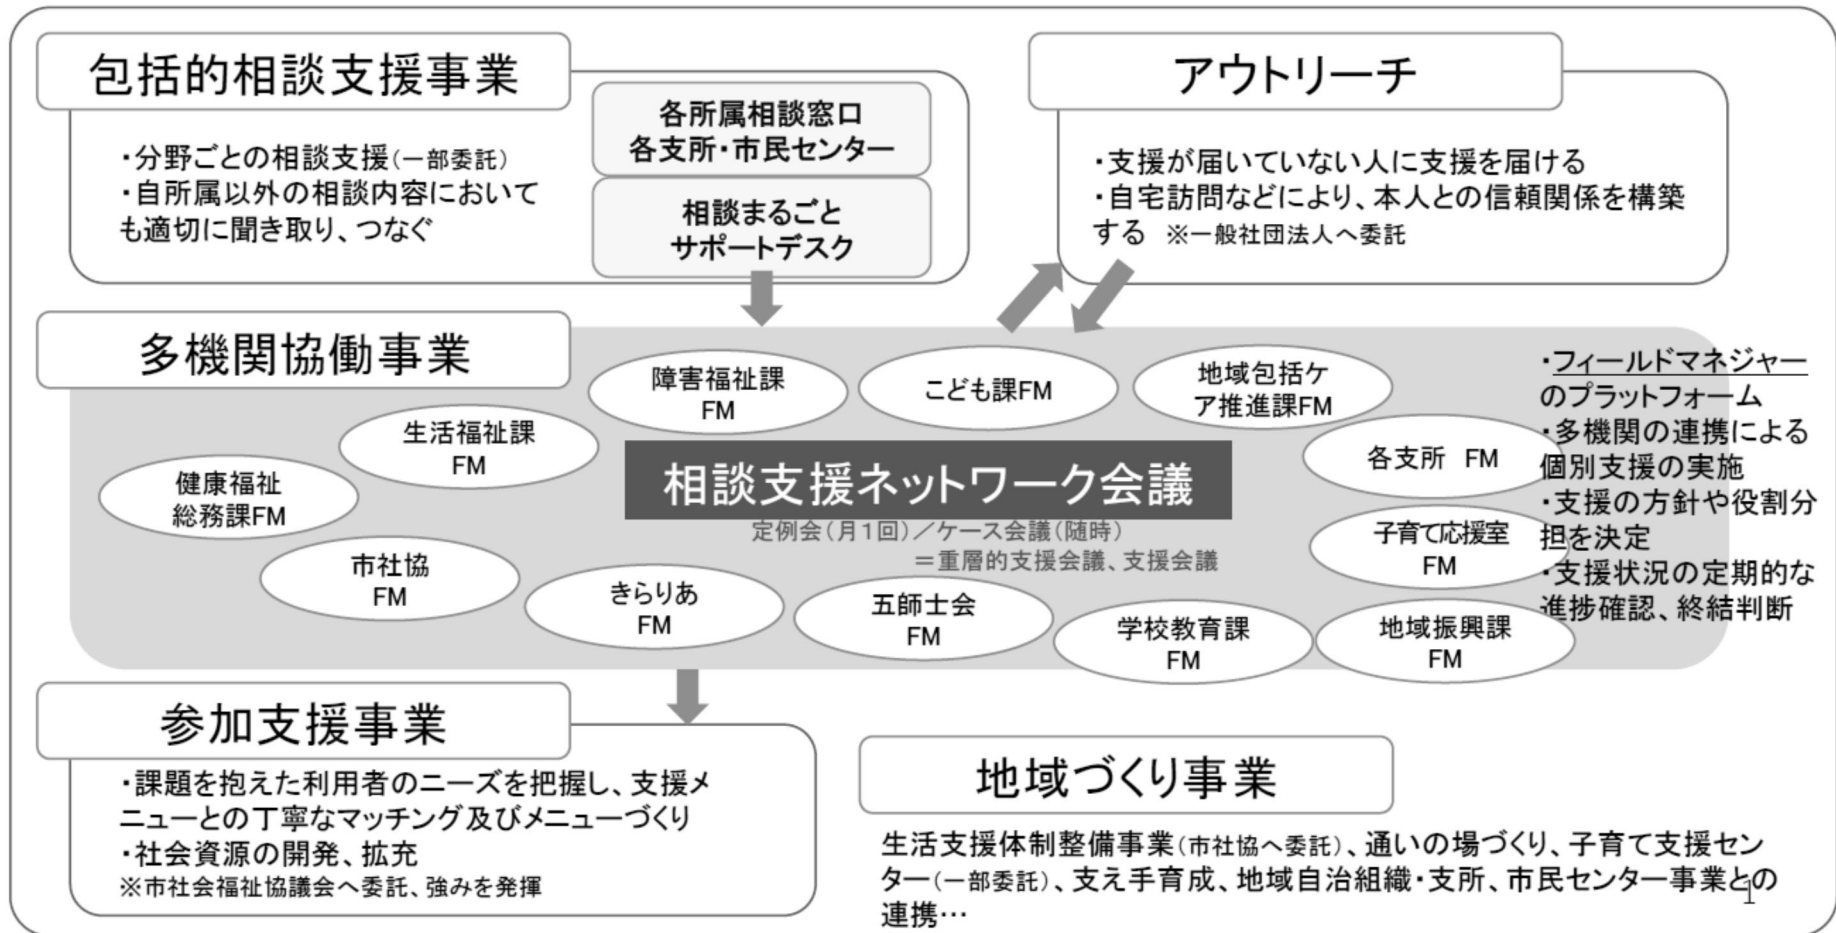 包括的相談支援事業
・分野ごとの相談支援(一部委託)
・自所属以外の相談内容において
も適切に聞き取り、つなぐ
各所属相談窓口
各支所・市民センター
相談まるごと
サポートデスク
アウトリーチ
・支援が届いていない人に支援を届ける
・自宅訪問などにより、本人との信頼関係を構築
する ※一般社団法人へ委託
多機関協働事業
障害福祉課
FM
こども課FM
地域包括ケ
ア推進課FM
生活福祉課
FM
各支所 FM
健康福祉
総務課FM
相談支援ネットワーク会議
定例会(月1回)/ケース会議(随時)
=重層的支援会議、支援会議
子育て応援室
FM
市社協
FM
きらりあ
FM
五師士会
FM
学校教育課
FM
地域振興課
FM
・フィールドマネジャー
のプラットフォーム
・多機関の連携による
個別支援の実施
・支援の方針や役割分
担を決定
・支援状況の定期的な
進捗確認、終結判断
参加支援事業
・課題を抱えた利用者のニーズを把握し、支援メ
ニューとの丁寧なマッチング及びメニューづくり
・社会資源の開発、拡充
※市社会福祉協議会へ委託、強みを発揮
地域づくり事業
生活支援体制整備事業(市社協へ委託)、通いの場づくり、子育て支援セン
ター(一部委託)、支え手育成、地域自治組織・支所、市民センター事業との
連携…
1